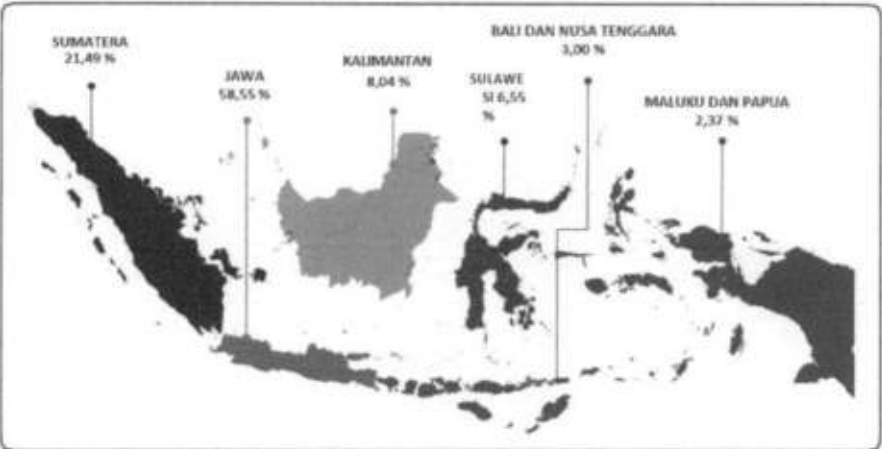 SUMATERA
21,49 %
JAWA
58,55 %
KALIMANTAN
8,04 %
SULAWE
SI 6,55
%
BALI DAN NUSA TENGGARA
3,00 %
MALUKU DAN PAPUA
2,37 %